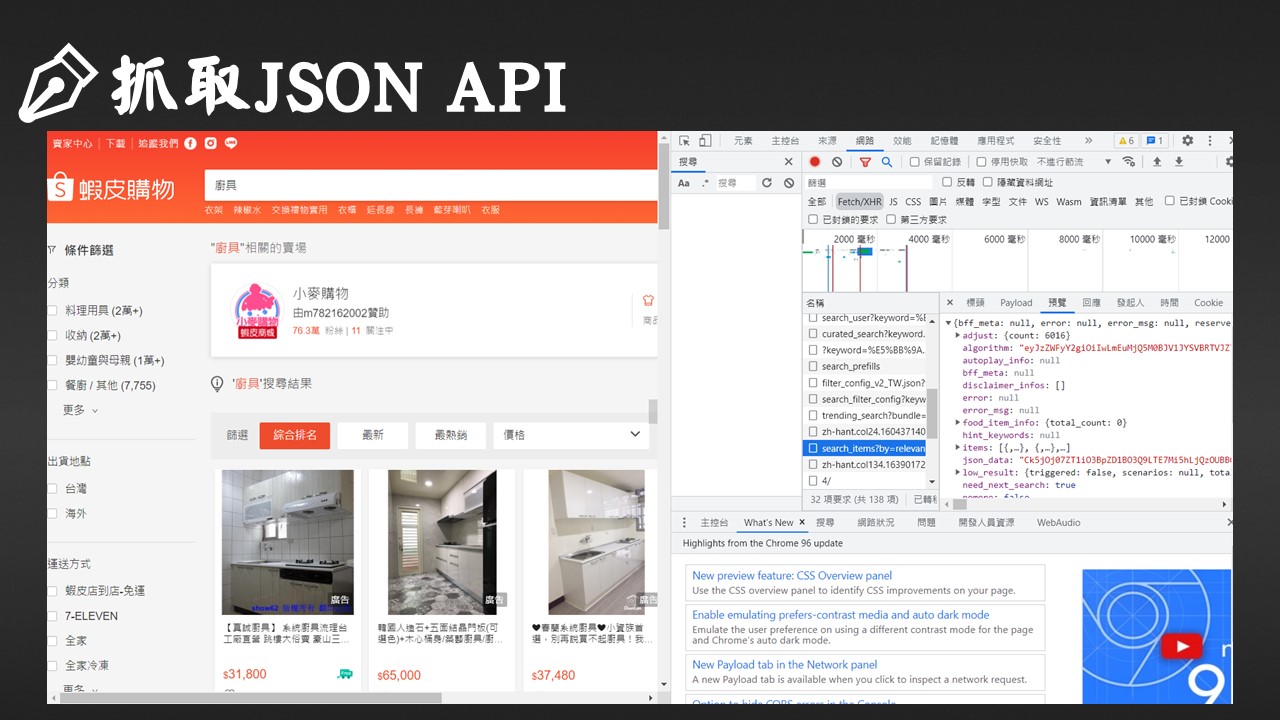 抓取JSON API
賣家中心 | 下載 | 追蹤我們
蝦皮購物
廚具
衣架 辣椒水 交換禮物實用 衣櫃 延長線 長褲 藍芽喇叭 衣服
條件篩選
分類
料理用具 (2萬+)
收納 (2萬+)
嬰幼童與母親 (1萬+)
餐廚 / 其他 (7,755)
更多
出貨地點
台灣
海外
運送方式
蝦皮店到店-免運
7-ELEVEN
全家
全家冷凍
更多
"廚具"相關的賣場
小麥購物
由m782162002贊助
76.3萬 粉絲 | 11 關注中
小麥購物
蝦皮商城
'廚具'搜尋結果
篩選 綜合排名 最新 最熱銷 價格
廣告
廣告
廣告
【真誠廚具】 系統廚具流理台
工廠直營 跳樓大俗賣 豪山三...
$31,800
韓國人造石+五面結晶門板(可
選色)+木心桶身/菜藝廚具/廚...
$65,000
❤春蘭系統廚具❤小資族首
選，別再說買不起廚具！我...
$37,480
元素 主控台 來源 網路 效能 記憶體 應用程式 安全性 » 6 1
搜尋
Aa .* 搜尋
保留記錄 停用快取 不進行節流
篩選 反轉 隱藏資料網址
全部 Fetch/XHR JS CSS 圖片 媒體 字型 文件 WS Wasm 資訊清單 其他 已封鎖 Cooki
已封鎖的要求 第三方要求
2000 毫秒 4000 毫秒 6000 毫秒 8000 毫秒 10000 毫秒 12000
名稱
search_user?keyword=%E
curated_search?keyword.
?keyword=%E5%BB%9A.
search_prefills
filter_config_v2_TW.json?
search_filter_config?keyw
trending_search?bundle=
zh-hant.col24.160437140
search_items?by=relevan
zh-hant.col134.16390172
4/
32 項要求 (共 138 項) 已轉
標頭 Payload 預覽 回應 發起人 時間 Cookie
{bff_meta: null, error: null, error_msg: null, reserve
adjust: {count: 6016}
autoplay_info: null
bff_meta: null
disclaimer_infos: []
error: null
error_msg: null
food_item_info: {total_count: 0}
hint_keywords: null
items: [{,…}, {,…},…]
low_result: {triggered: false, scenarios: null, tota
need_next_search: true
主控台 What's New 搜尋 網路狀況 問題 開發人員資源 WebAudio
Highlights from the Chrome 96 update
New preview feature: CSS Overview panel
Use the CSS overview panel to identify CSS improvements on your page.
Enable emulating prefers-contrast media and auto dark mode
Emulate the user preference on using a different contrast mode for the page
and Chrome's auto dark mode.
New Payload tab in the Network panel
A new Payload tab is available when you click to inspect a network request.
Option to hide CORS errors in the Console